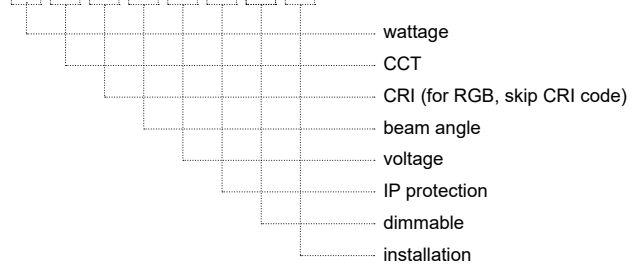 wattage
CCT
CRI (for RGB, skip CRI code)
beam angle
voltage
IP protection
dimmable
installation